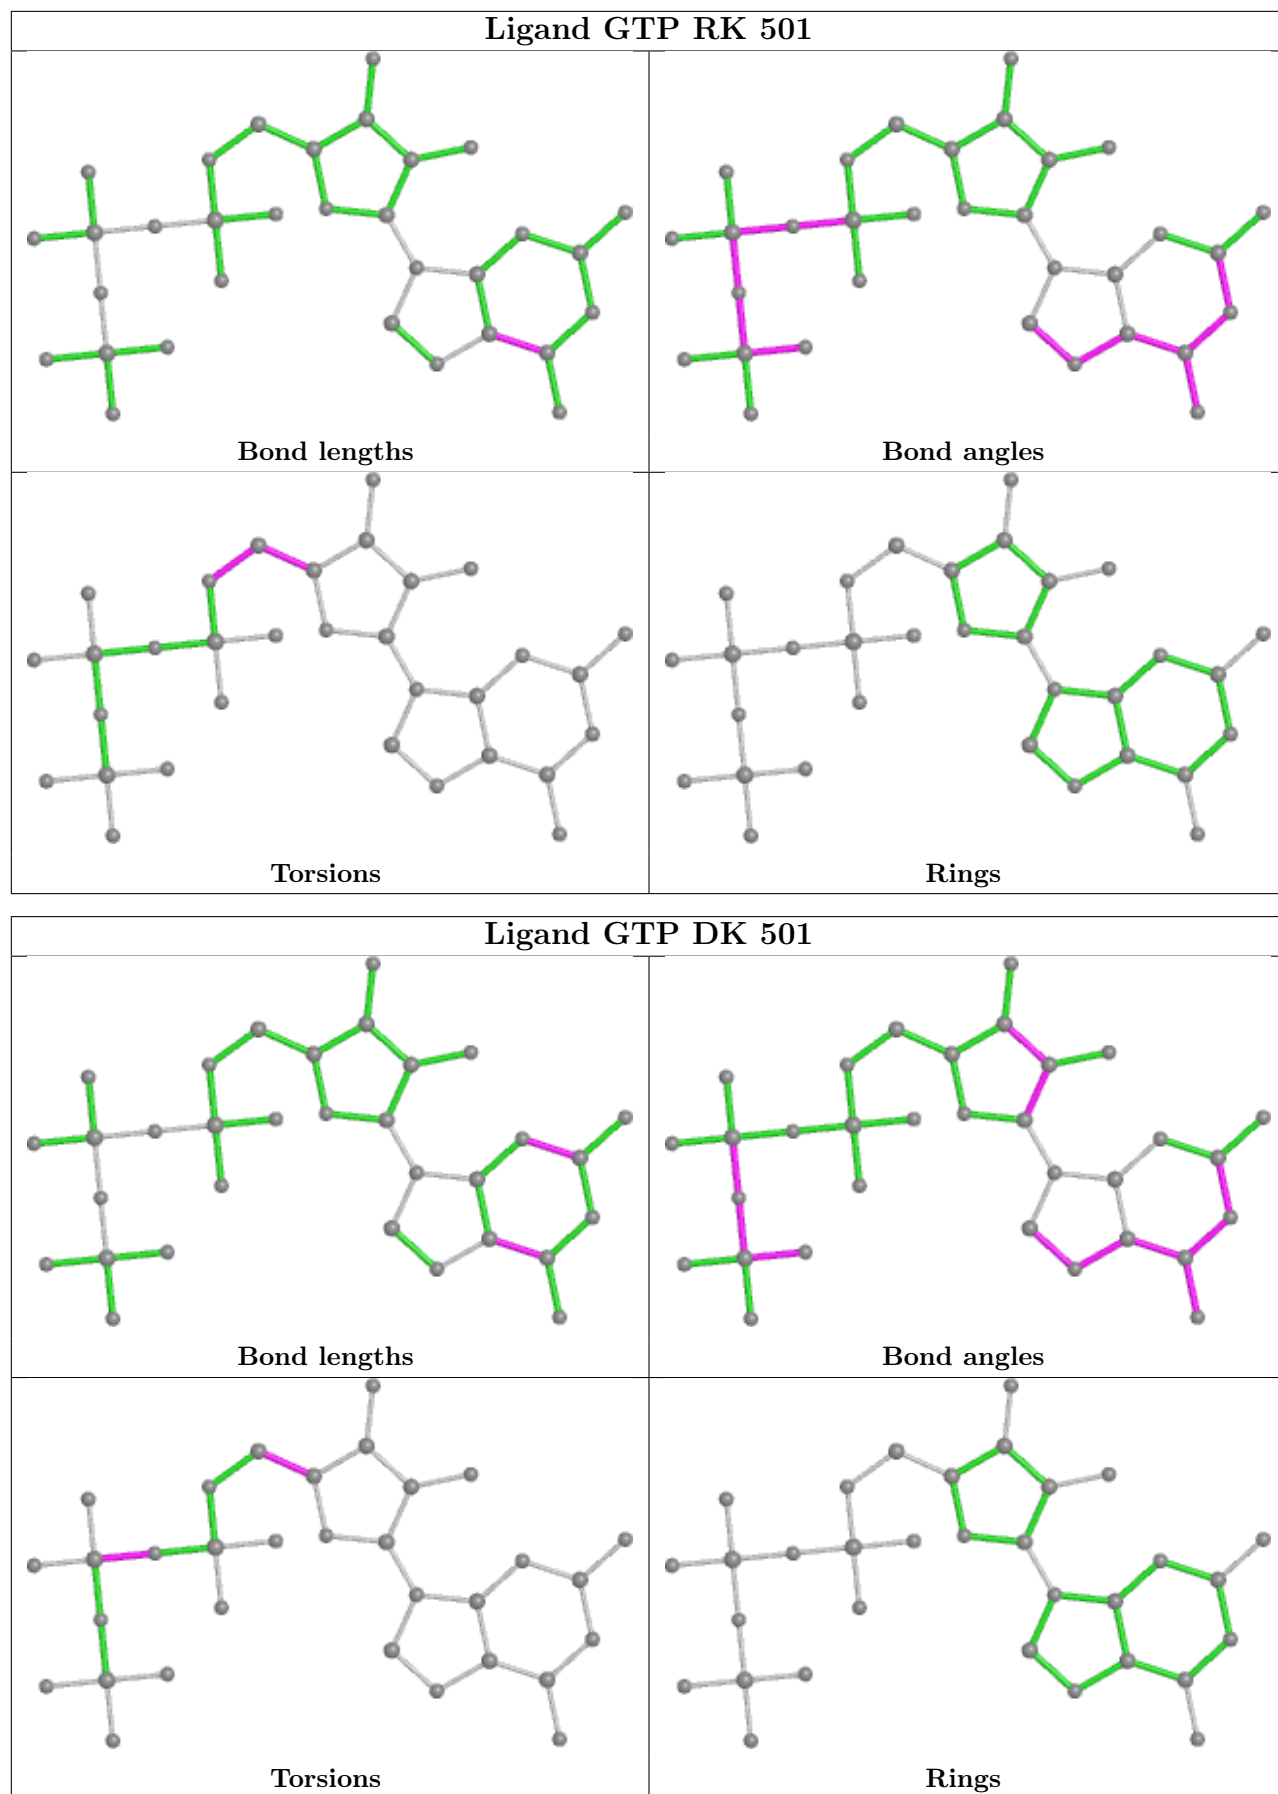 Ligand GTP RK 501
Bond lengths
Bond angles
Torsions
Rings
Ligand GTP DK 501
Bond lengths
Bond angles
Torsions
Rings